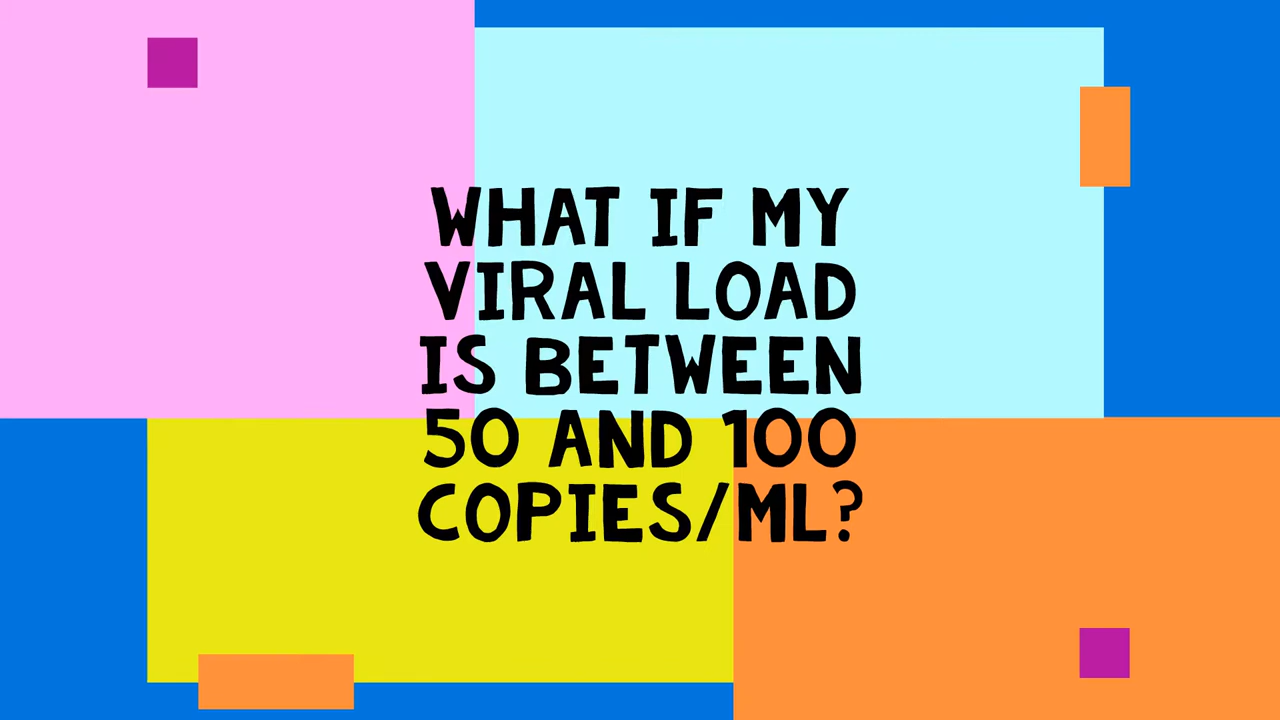 WHAT IF MY
VIRAL LOAD
IS BETWEEN
50 AND 100
COPIES/ML?